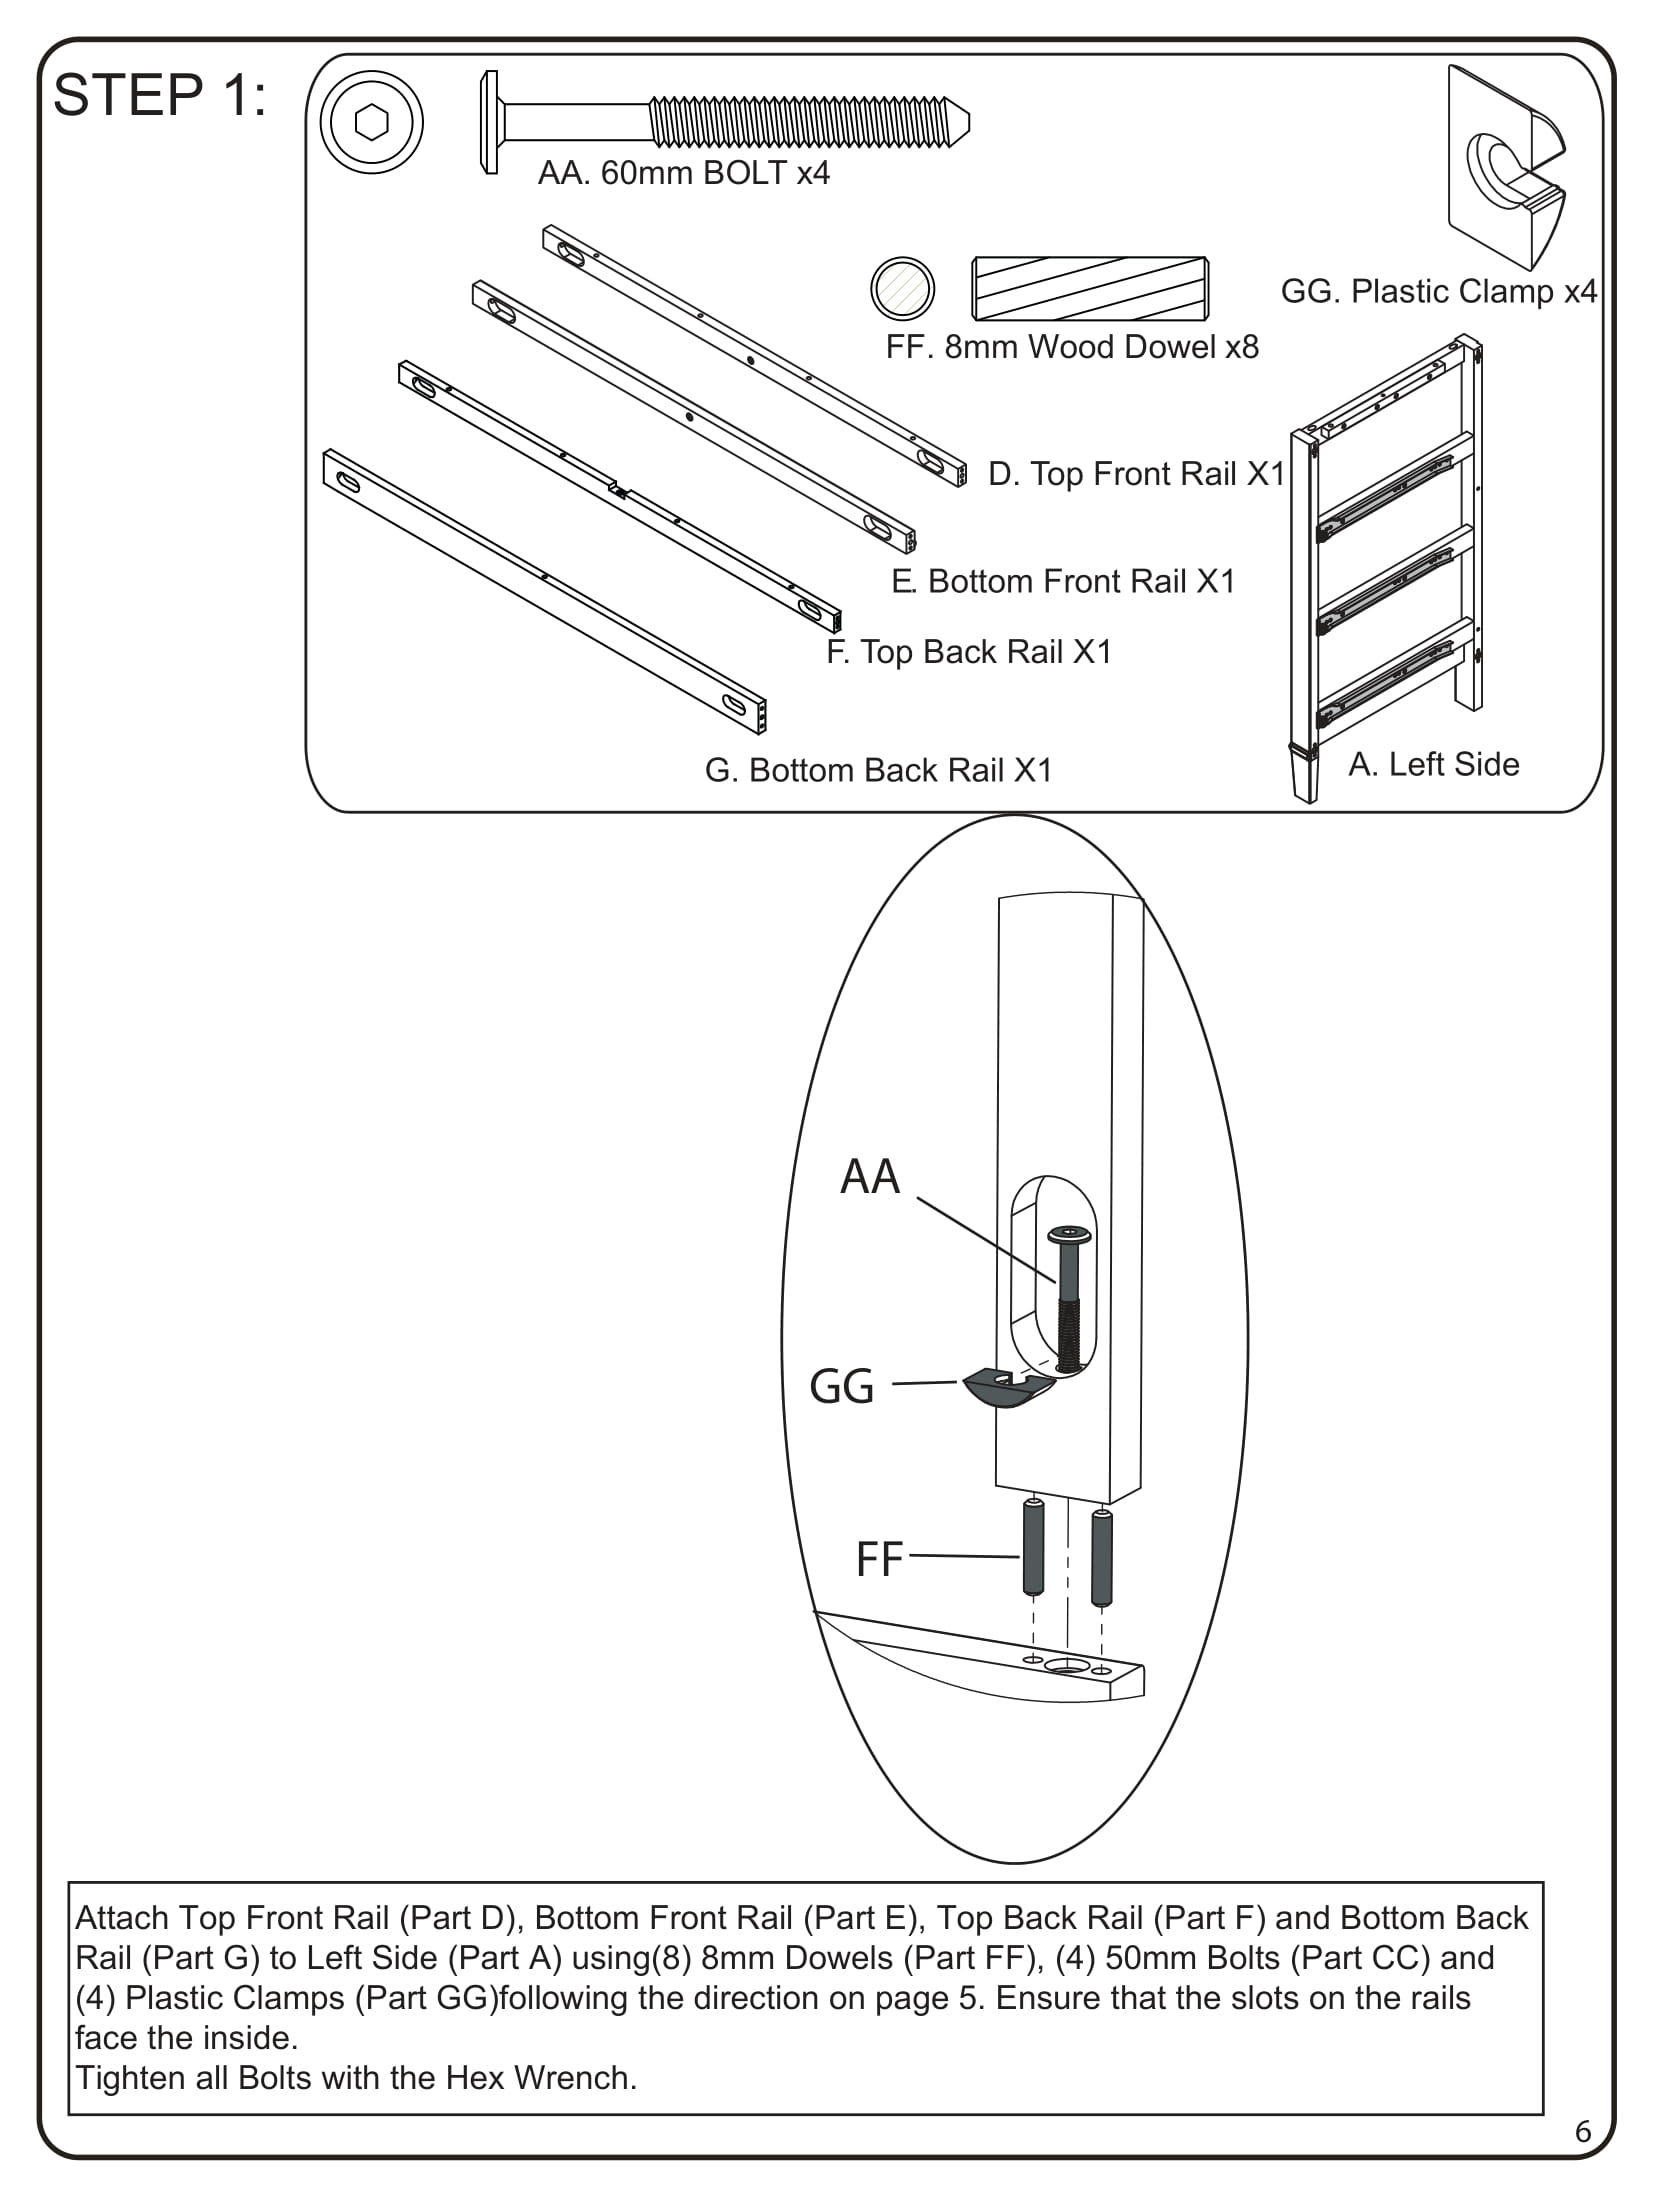 STEP 1:
AA. 60mm BOLT x4
GG. Plastic Clamp x4
FF. 8mm Wood Dowel x8
D. Top Front Rail X1
E. Bottom Front Rail X1
F. Top Back Rail X1
G. Bottom Back Rail X1
A. Left Side
AA
GG
FF
Attach Top Front Rail (Part D), Bottom Front Rail (Part E), Top Back Rail (Part F) and Bottom Back
Rail (Part G) to Left Side (Part A) using(8) 8mm Dowels (Part FF), (4) 50mm Bolts (Part CC) and
(4) Plastic Clamps (Part GG)following the direction on page 5. Ensure that the slots on the rails
face the inside.
Tighten all Bolts with the Hex Wrench.
6